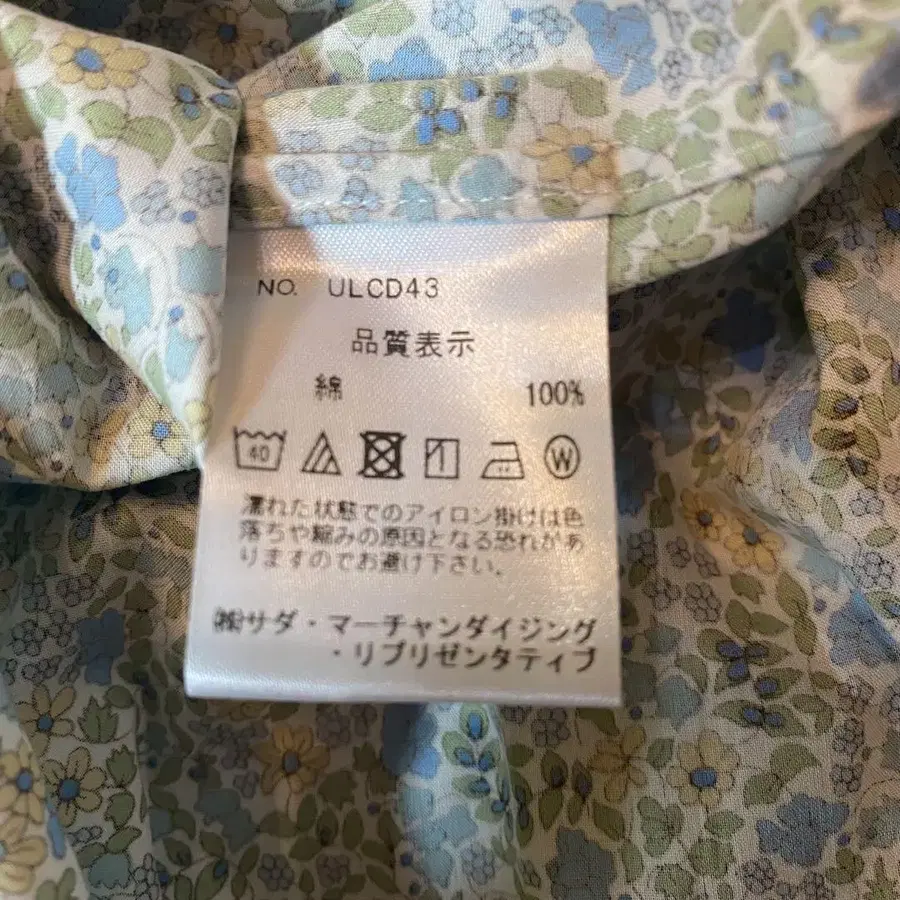 NO. ULCD43
品質表示
綿 100%
40 W
濡れた状態でのアイロン掛けは色
落ちや縮みの原因となる恐れがあ
りますのでお避け下さい。
㈱サダ・マーチャンダイジング
・リプリゼンタティブ